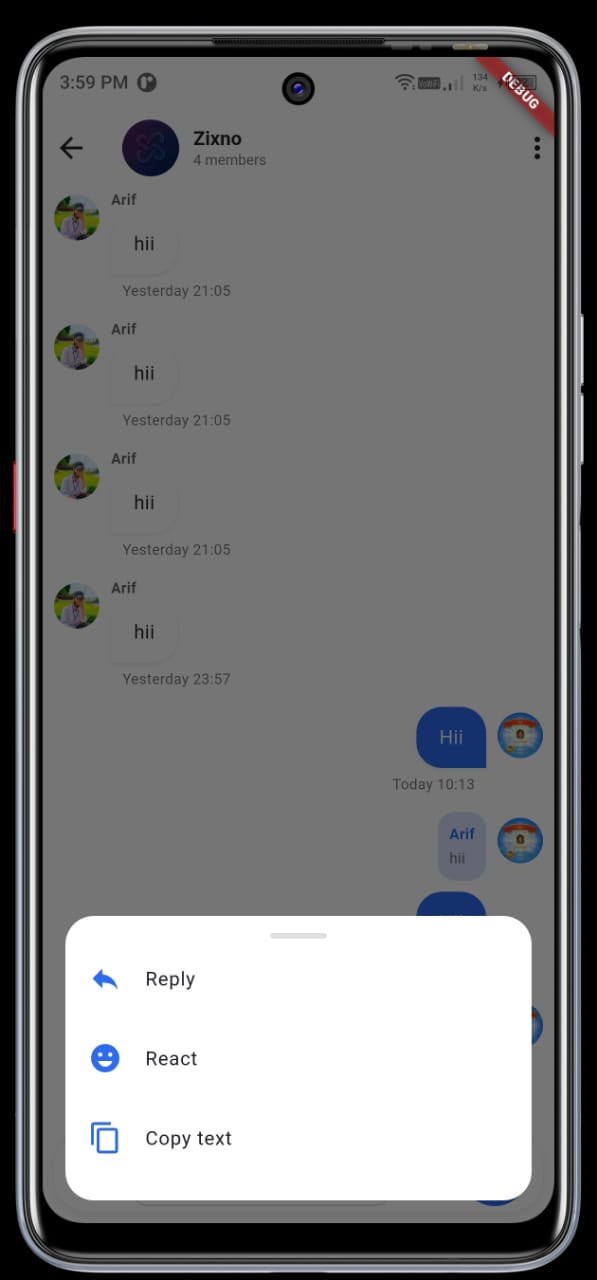 3:59 PM
VoWiFi
134
K/s
DEBUG
Zixno
4 members
Arif
hii
Yesterday 21:05
Arif
hii
Yesterday 21:05
Arif
hii
Yesterday 21:05
Arif
hii
Yesterday 23:57
Hii
Today 10:13
Arif
hii
Reply
React
Copy text